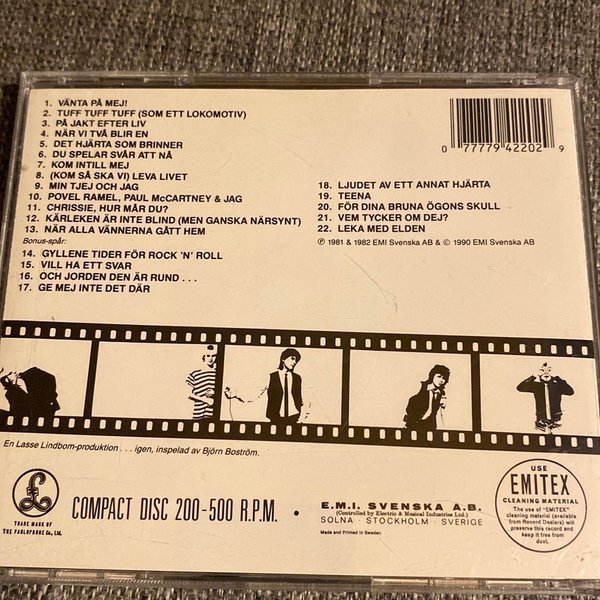 1. VÄNTA PÅ MEJ!
2. TUFF TUFF TUFF (SOM ETT LOKOMOTIV)
3. PÅ JAKT EFTER LIV
4. NÄR VI TVÅ BLIR EN
5. DET HJÄRTA SOM BRINNER
6. DU SPELAR SVÅR ATT NÅ
7. KOM INTILL MEJ
8. (KOM SÅ SKA VI) LEVA LIVET
9. MIN TJEJ OCH JAG
10. POVEL RAMEL, PAUL McCARTNEY & JAG
11. CHRISSIE, HUR MÅR DU?
12. KÄRLEKEN ÄR INTE BLIND (MEN GANSKA NÄRSYNT)
13. NÄR ALLA VÄNNERNA GÅTT HEM
Bonus-spår:
14. GYLLENE TIDER FÖR ROCK 'N' ROLL
15. VILL HA ETT SVAR
16. OCH JORDEN DEN ÄR RUND . . .
17. GE MEJ INTE DET DÄR
0 77779 42202 9
18. LJUDET AV ETT ANNAT HJÄRTA
19. TEENA
20. FÖR DINA BRUNA ÖGONS SKULL
21. VEM TYCKER OM DEJ?
22. LEKA MED ELDEN
℗ 1981 & 1982 EMI Svenska AB & © 1990 EMI Svenska AB
En Lasse Lindbom-produktion . . . igen, inspelad av Björn Boström.
£
TRADE MARK OF
THE PARLOPHONE Co., Ltd.
COMPACT DISC 200-500 R.P.M. •
E.M.I. SVENSKA A.B.
(Controlled by Electric & Musical Industries Ltd.)
SOLNA · STOCKHOLM · SVERIGE
Made and Printed in Sweden
USE
EMITEX
CLEANING MATERIAL
The use of "EMITEX"
cleaning material (available
from Record Dealers) will
preserve this record and
keep it free from
dust.